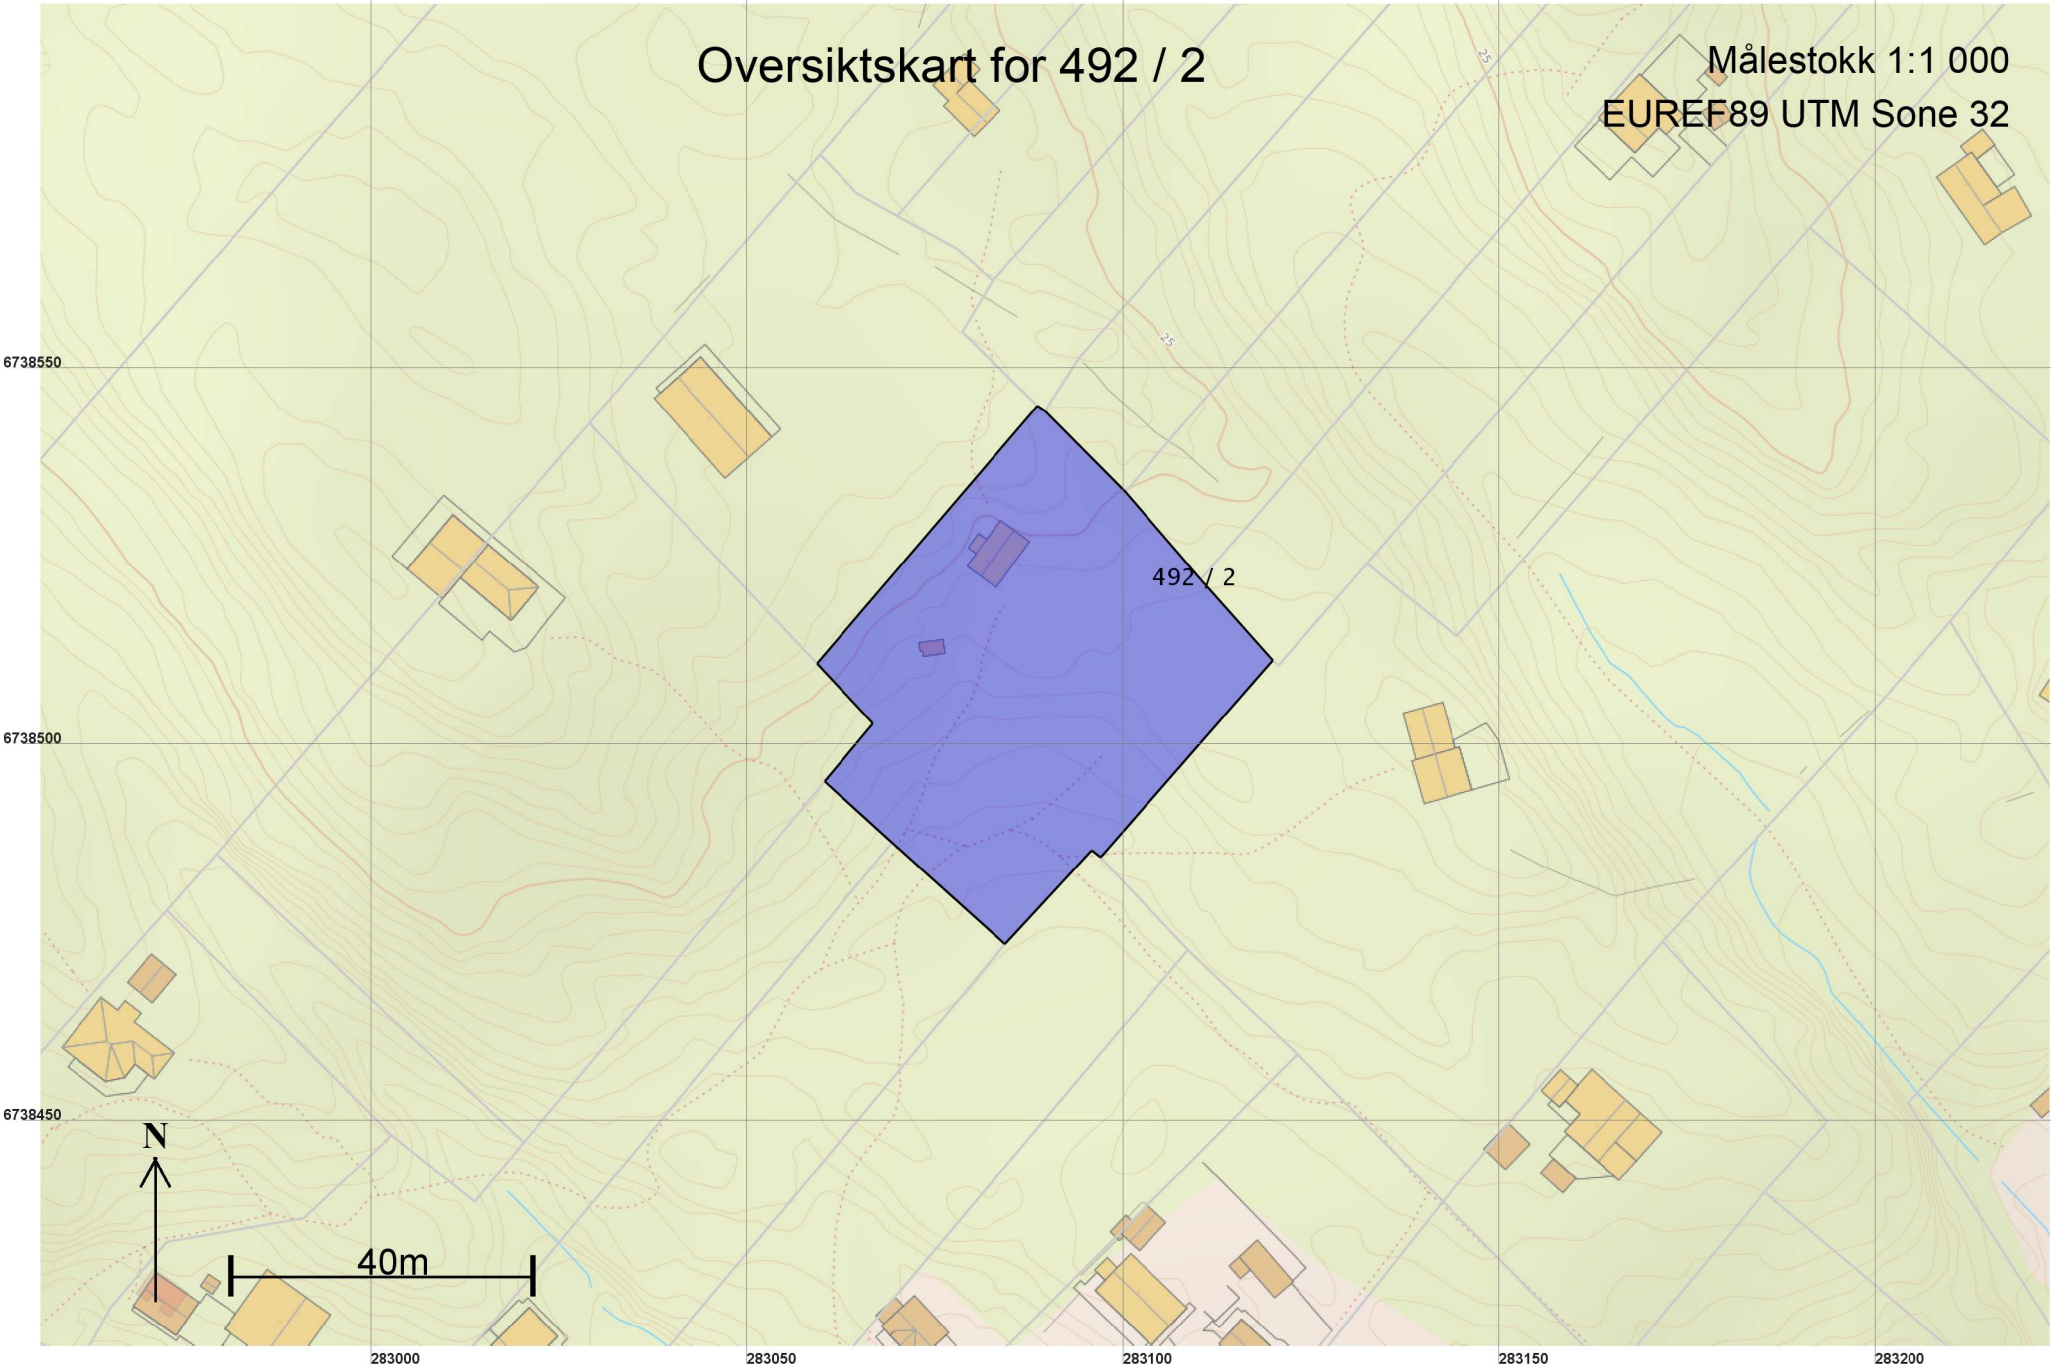 Oversiktskart for 492 / 2
Målestokk 1:1 000
EUREF89 UTM Sone 32
25
25
6738550
492 / 2
6738500
6738450
N
40m
283000
283050
283100
283150
283200